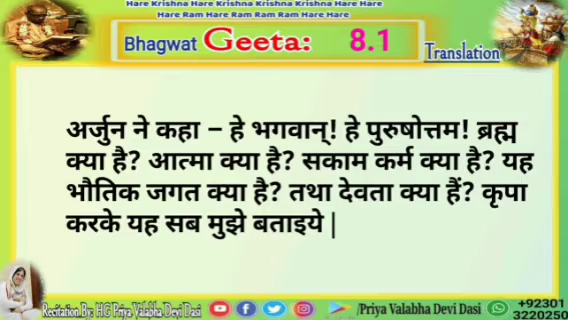 Hare Krishna Hare Krishna Krishna Krishna Hare Hare
Hare Ram Hare Ram Ram Ram Hare Hare
Bhagwat Geeta: 8.1
Translation
अर्जुन ने कहा – हे भगवान्! हे पुरुषोत्तम! ब्रह्म
क्या है? आत्मा क्या है? सकाम कर्म क्या है? यह
भौतिक जगत क्या है? तथा देवता क्या हैं? कृपा
करके यह सब मुझे बताइये |
Recitation By: HG Priya Valabha Devi Dasi
/Priya Valabha Devi Dasi
+92301
3220250